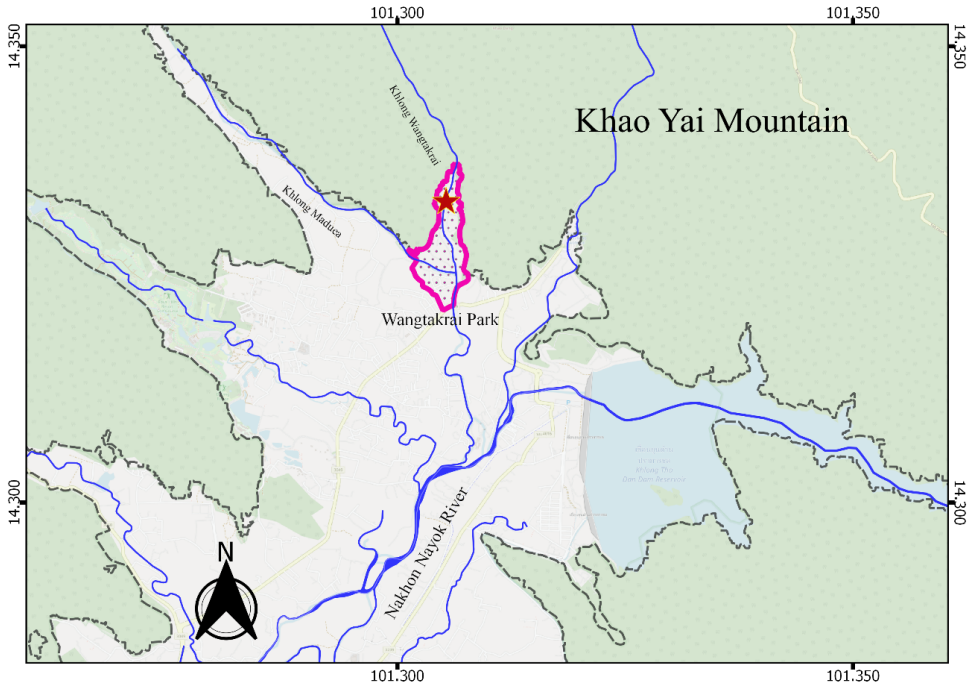 101.300
101.350
14.350
14.350
Khao Yai Mountain
Khlong Wangtakrai
Khlong Maduea
Wangtakrai Park
14.300
14.300
Nakhon Nayok River
N
101.300
101.350